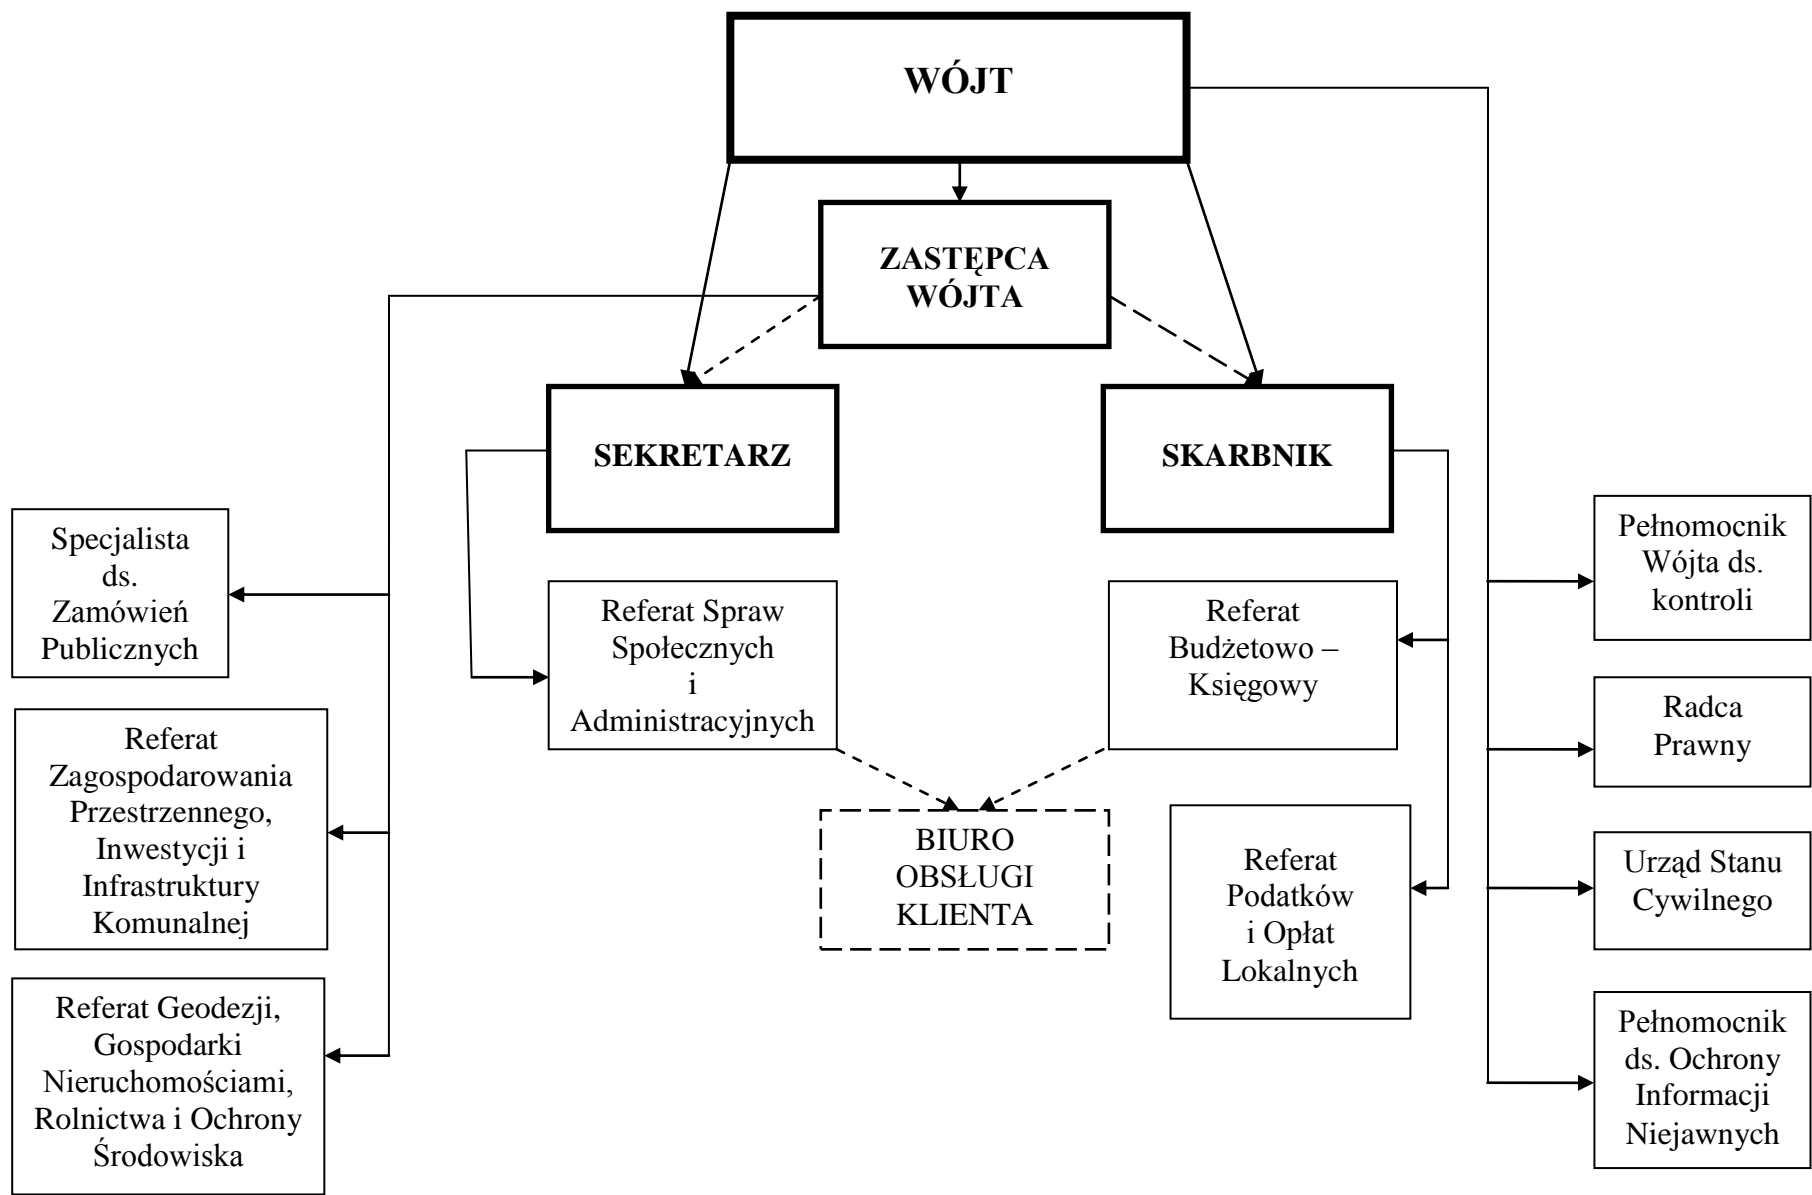 WÓJT
ZASTĘPCA
WÓJTA
SEKRETARZ
SKARBNIK
Specjalista
ds.
Zamówień
Publicznych
Referat
Zagospodarowania
Przestrzennego,
Inwestycji i
Infrastruktury
Komunalnej
Referat Geodezji,
Gospodarki
Nieruchomościami,
Rolnictwa i Ochrony
Środowiska
Referat Spraw
Społecznych
i
Administracyjnych
Referat
Budżetowo –
Księgowy
BIURO
OBSŁUGI
KLIENTA
Referat
Podatków
i Opłat
Lokalnych
Pełnomocnik
Wójta ds.
kontroli
Radca
Prawny
Urząd Stanu
Cywilnego
Pełnomocnik
ds. Ochrony
Informacji
Niejawnych